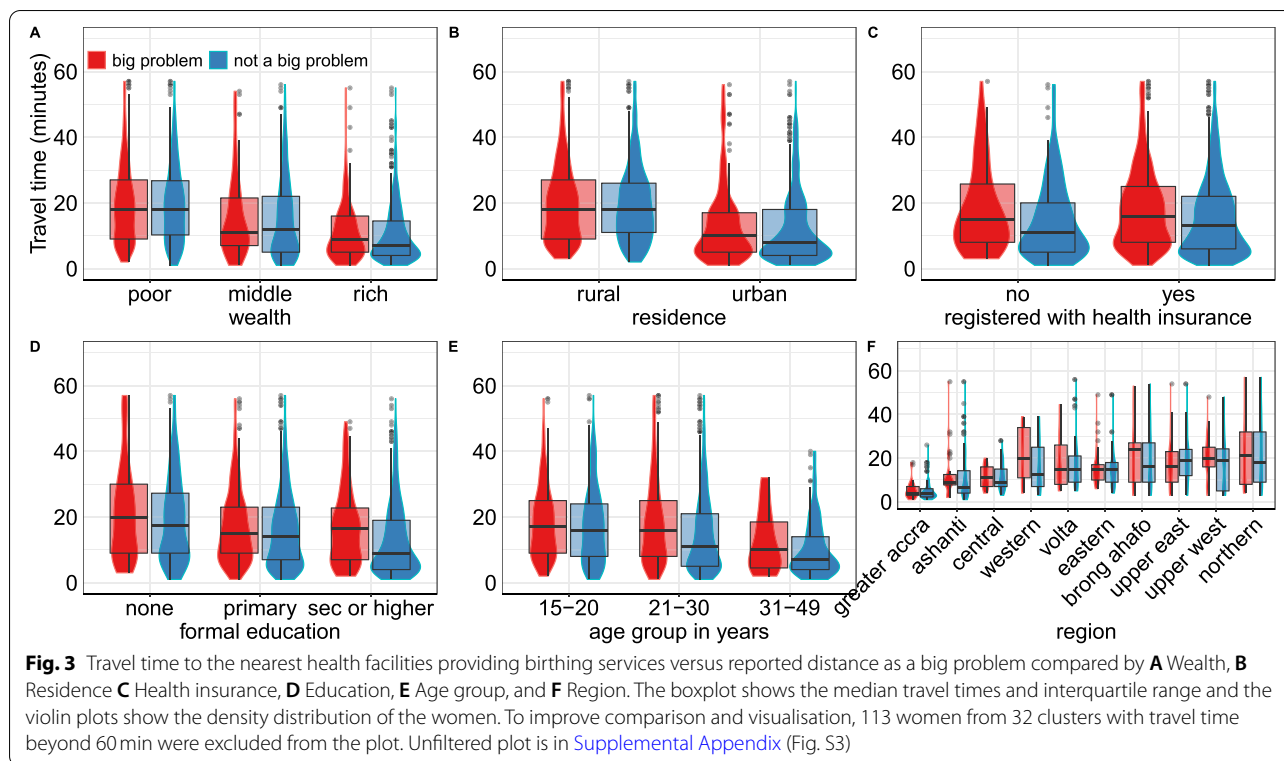 A
B
C
big problem
not a big problem
Travel time (minutes)
60
40
20
0
poor
middle
rich
wealth
60
40
20
0
rural
urban
residence
60
40
20
0
no
yes
registered with health insurance
D
E
F
60
40
20
0
none
primary
sec or higher
formal education
60
40
20
0
15−20
21−30
31−49
age group in years
60
40
20
0
greater accra
ashanti
central
western
volta
eastern
brong ahafo
upper east
upper west
northern
region
Fig. 3 Travel time to the nearest health facilities providing birthing services versus reported distance as a big problem compared by A Wealth, B
Residence C Health insurance, D Education, E Age group, and F Region. The boxplot shows the median travel times and interquartile range and the
violin plots show the density distribution of the women. To improve comparison and visualisation, 113 women from 32 clusters with travel time
beyond 60 min were excluded from the plot. Unfiltered plot is in Supplemental Appendix (Fig. S3)